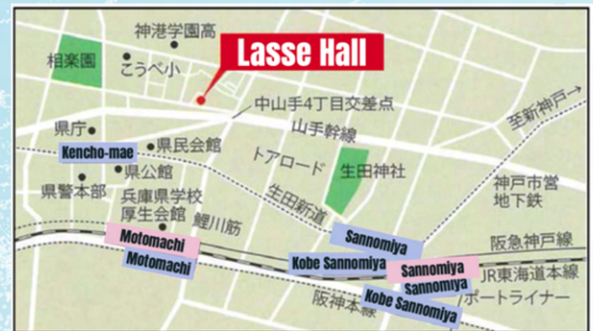 神港学園高
Lasse Hall
相楽園
こうべ小
中山手4丁目交差点
至新神戸→
県庁
山手幹線
Kencho-mae
県民会館
トアロード
生田神社
県公館
県警本部
兵庫県学校
厚生会館
鯉川筋
生田新道
神戸市営
地下鉄
Motomachi
Motomachi
Sannomiya
阪急神戸線
Kobe Sannomiya
Sannomiya
JR東海道本線
Sannomiya
阪神本線
Kobe Sannomiya
ポートライナー